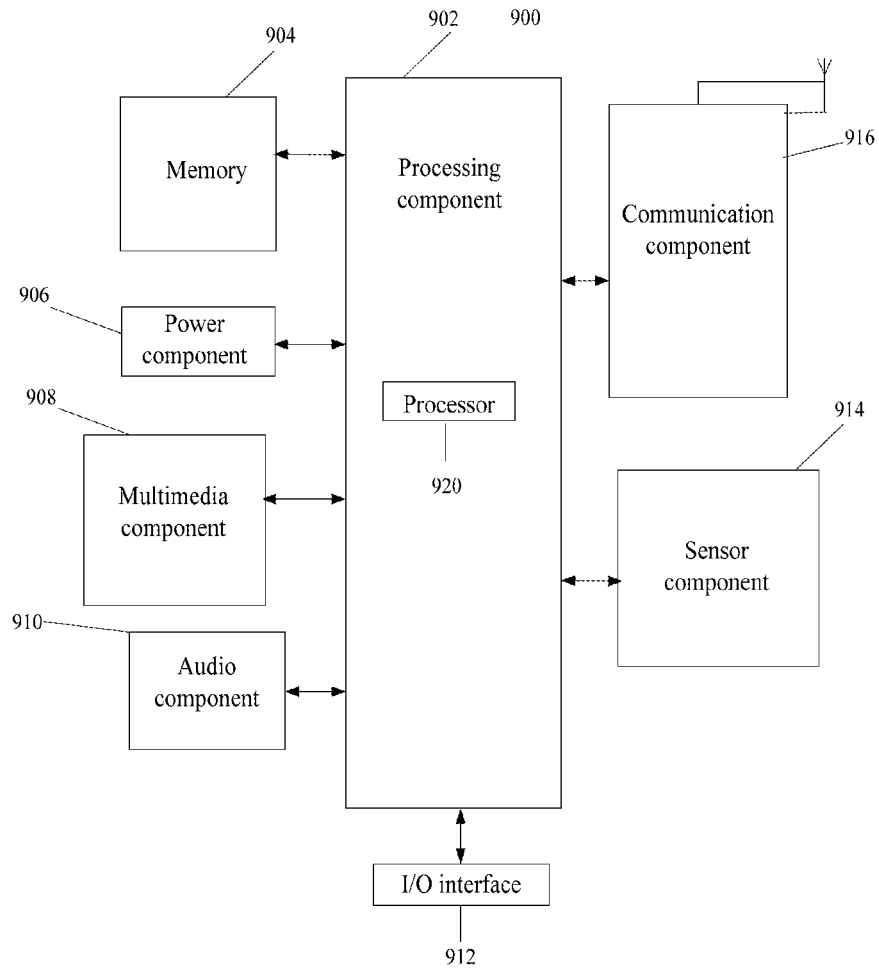 902
900
904
Memory
Processing
component
916
Communication
component
906
Power
component
908
Processor
920
914
Multimedia
component
Sensor
component
910
Audio
component
I/O interface
912